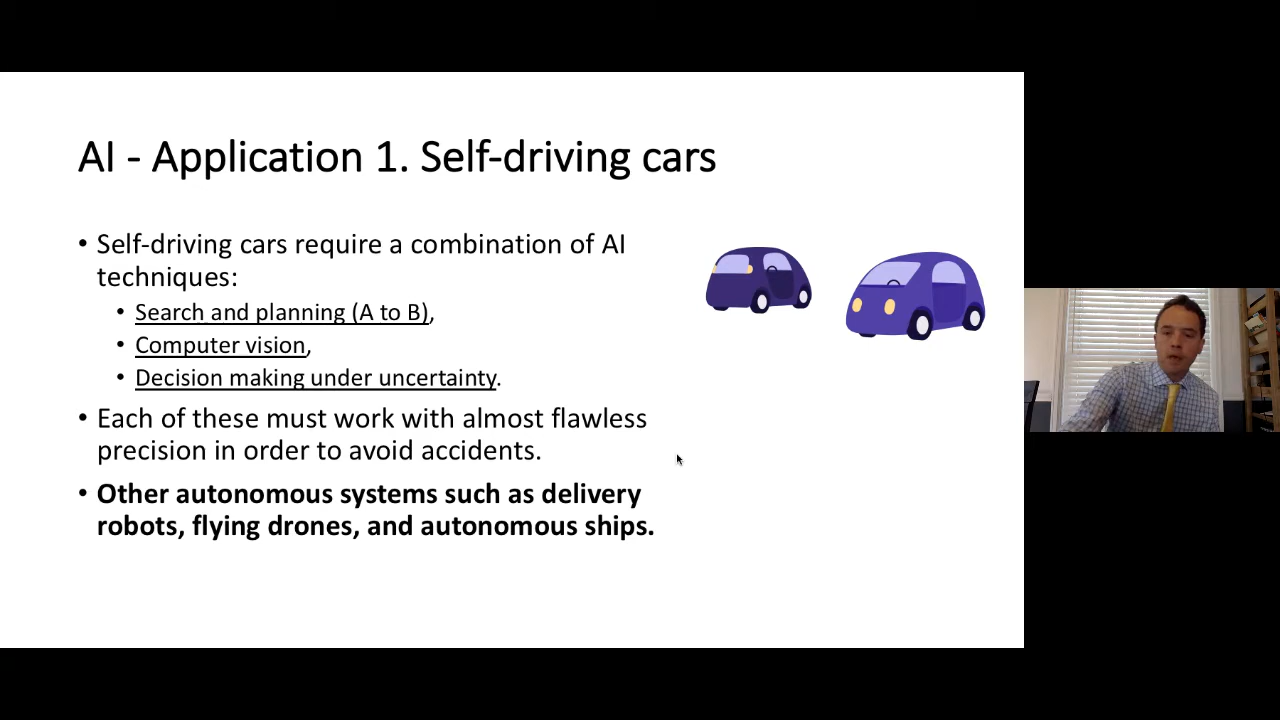 AI - Application 1. Self-driving cars
• Self-driving cars require a combination of AI
techniques:
• Search and planning (A to B),
• Computer vision,
• Decision making under uncertainty.
• Each of these must work with almost flawless
precision in order to avoid accidents.
• Other autonomous systems such as delivery
robots, flying drones, and autonomous ships.